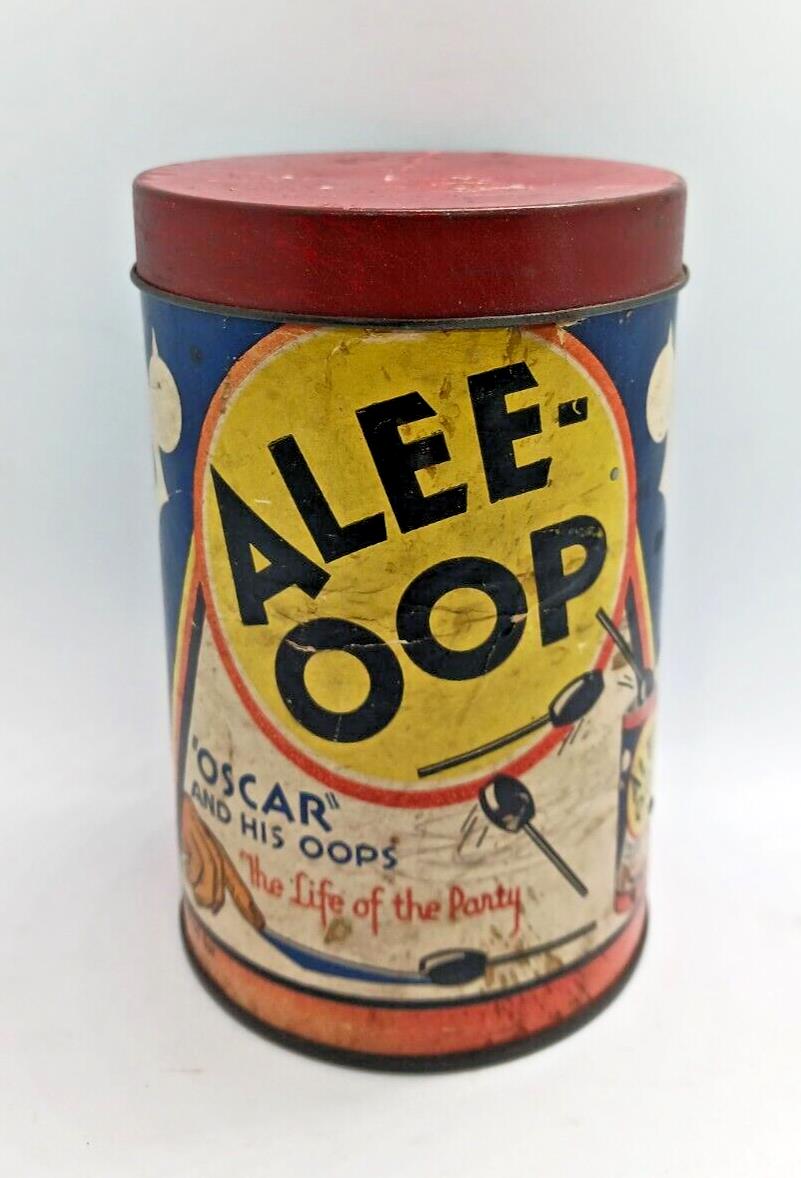 ALEE-
OOP
"OSCAR"
AND HIS OOPS
"The Life of the Party